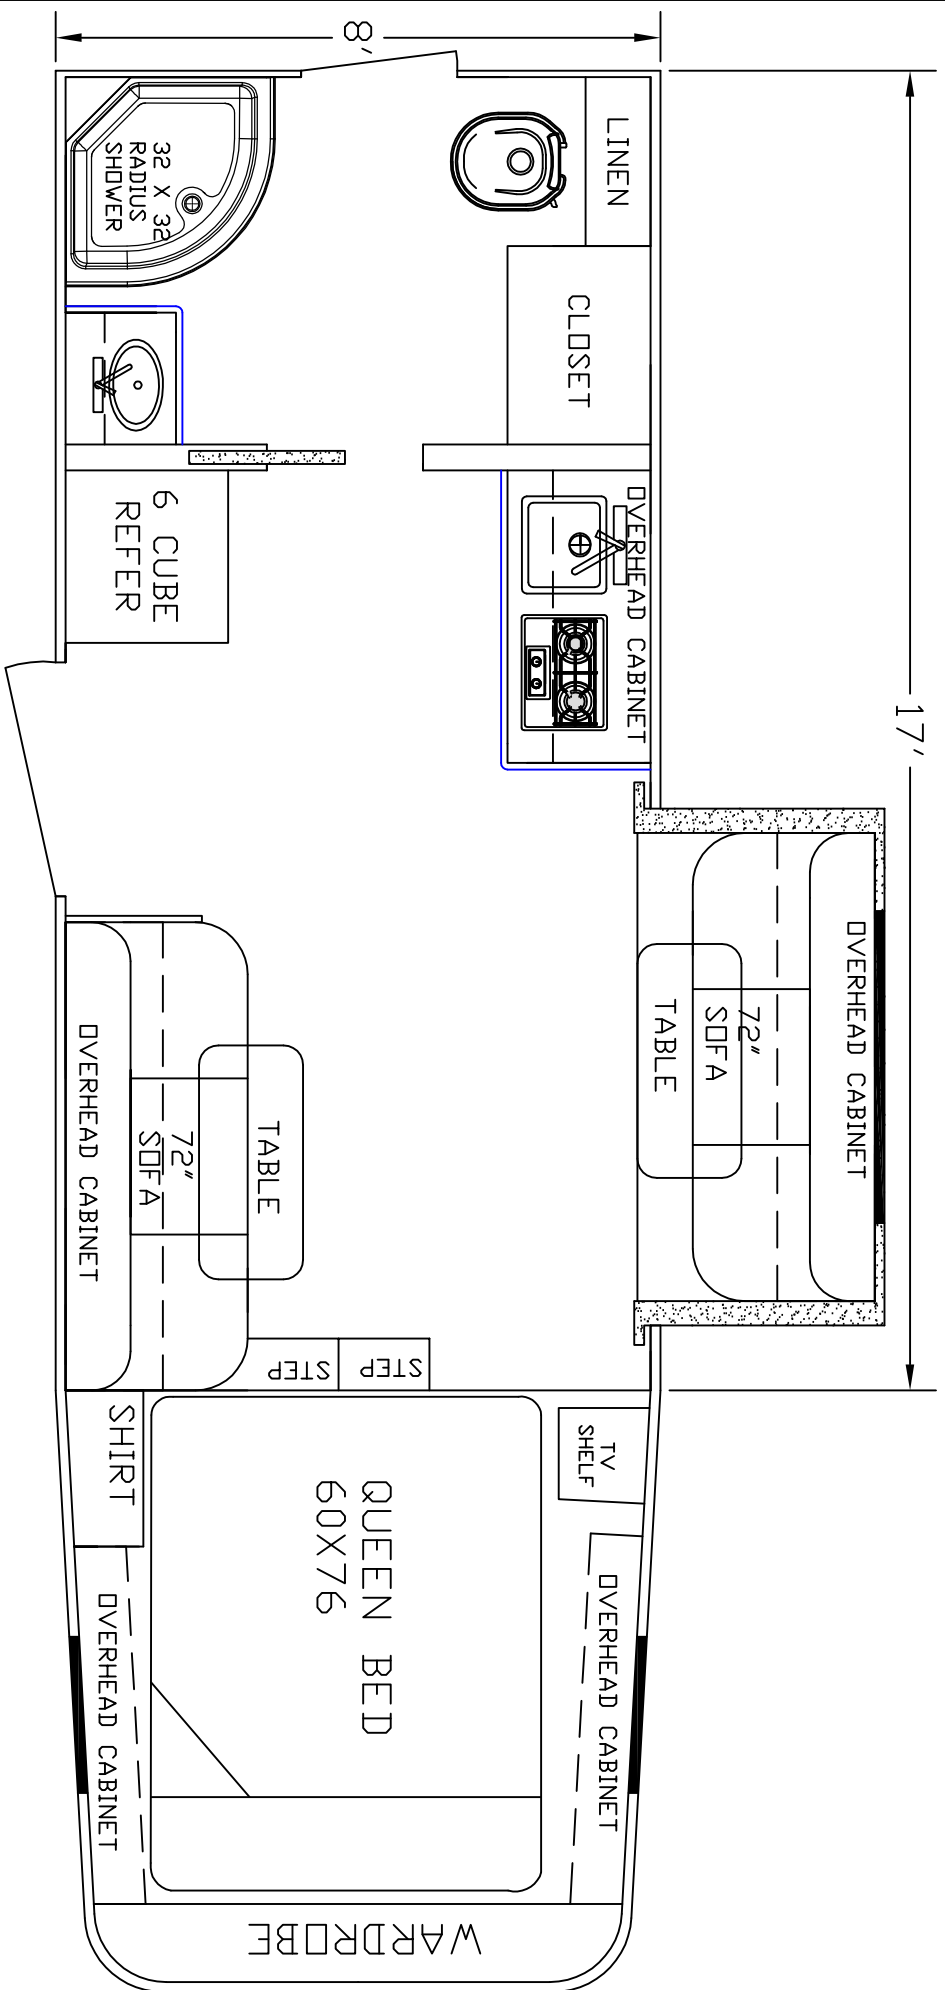 8'
17'
LINEN
32 X 32
RADIUS
SHOWER
CLOSET
6 CUBE
REFER
OVERHEAD CABINET
OVERHEAD CABINET
72"
SOFA
TABLE
TABLE
72"
SOFA
OVERHEAD CABINET
STEP
STEP
SHIRT
TV
SHELF
QUEEN BED
60X76
OVERHEAD CABINET
OVERHEAD CABINET
WARDROBE